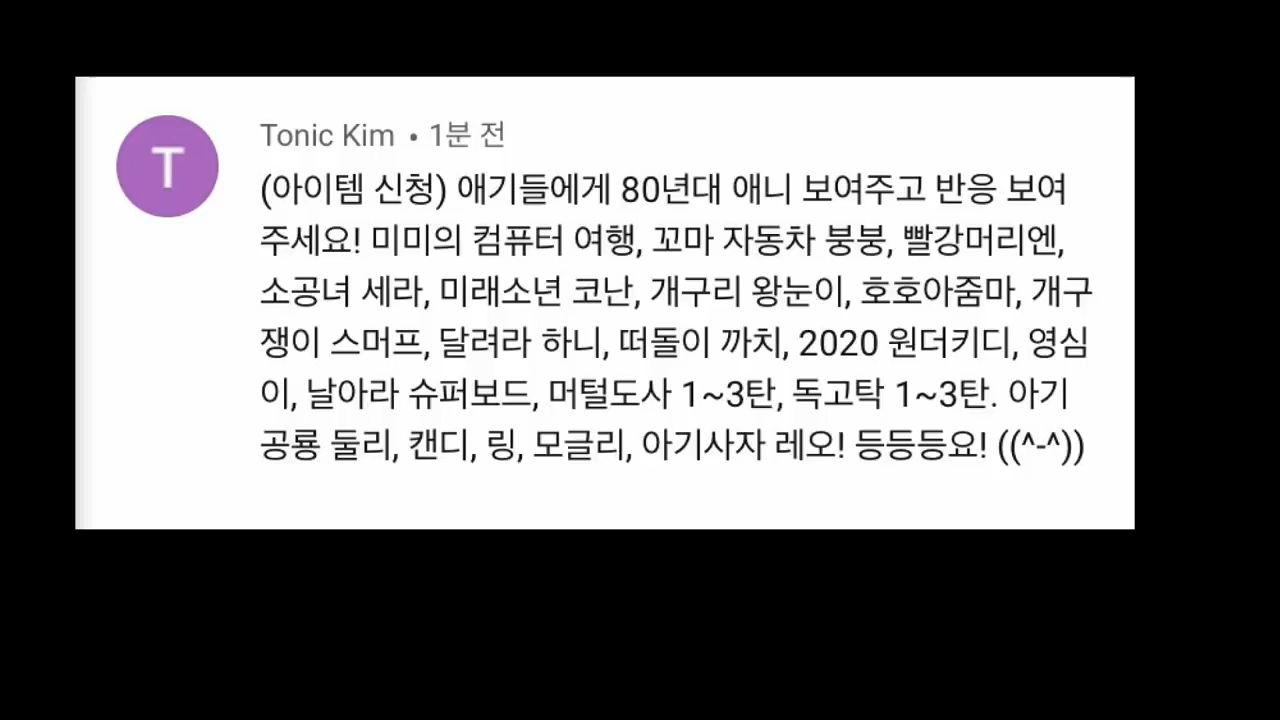 T
Tonic Kim • 1분 전
(아이템 신청) 애기들에게 80년대 애니 보여주고 반응 보여
주세요! 미미의 컴퓨터 여행, 꼬마 자동차 붕붕, 빨강머리엔,
소공녀 세라, 미래소년 코난, 개구리 왕눈이, 호호아줌마, 개구
쟁이 스머프, 달려라 하니, 떠돌이 까치, 2020 원더키디, 영심
이, 날아라 슈퍼보드, 머털도사 1~3탄, 독고탁 1~3탄. 아기
공룡 둘리, 캔디, 링, 모글리, 아기사자 레오! 등등등요! ((^-^))